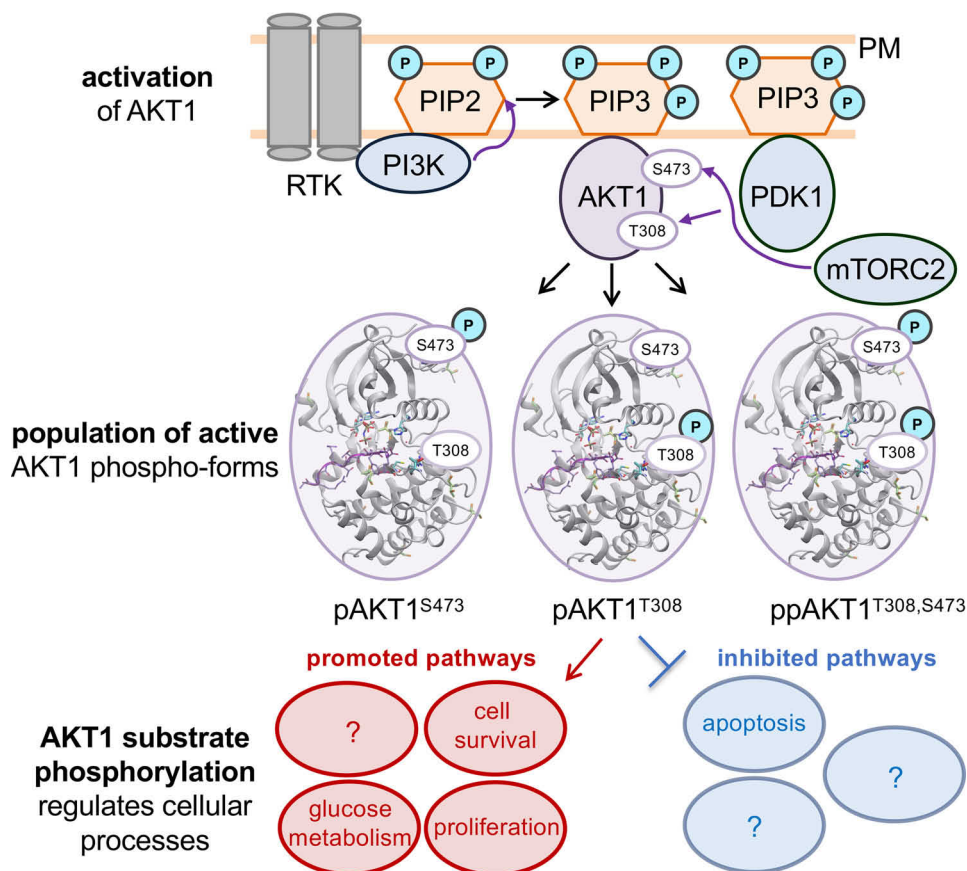 activation
of AKT1
PM
P
P
P
P
P
P
P
P
PIP2
PIP3
PIP3
RTK
PI3K
AKT1
S473
T308
PDK1
mTORC2
population of active
AKT1 phospho-forms
P
S473
T308
S473
P
T308
P
S473
P
T308
pAKT1S473
pAKT1T308
ppAKT1T308,S473
promoted pathways
inhibited pathways
AKT1 substrate
phosphorylation
regulates cellular
processes
?
cell
survival
glucose
metabolism
proliferation
apoptosis
?
?